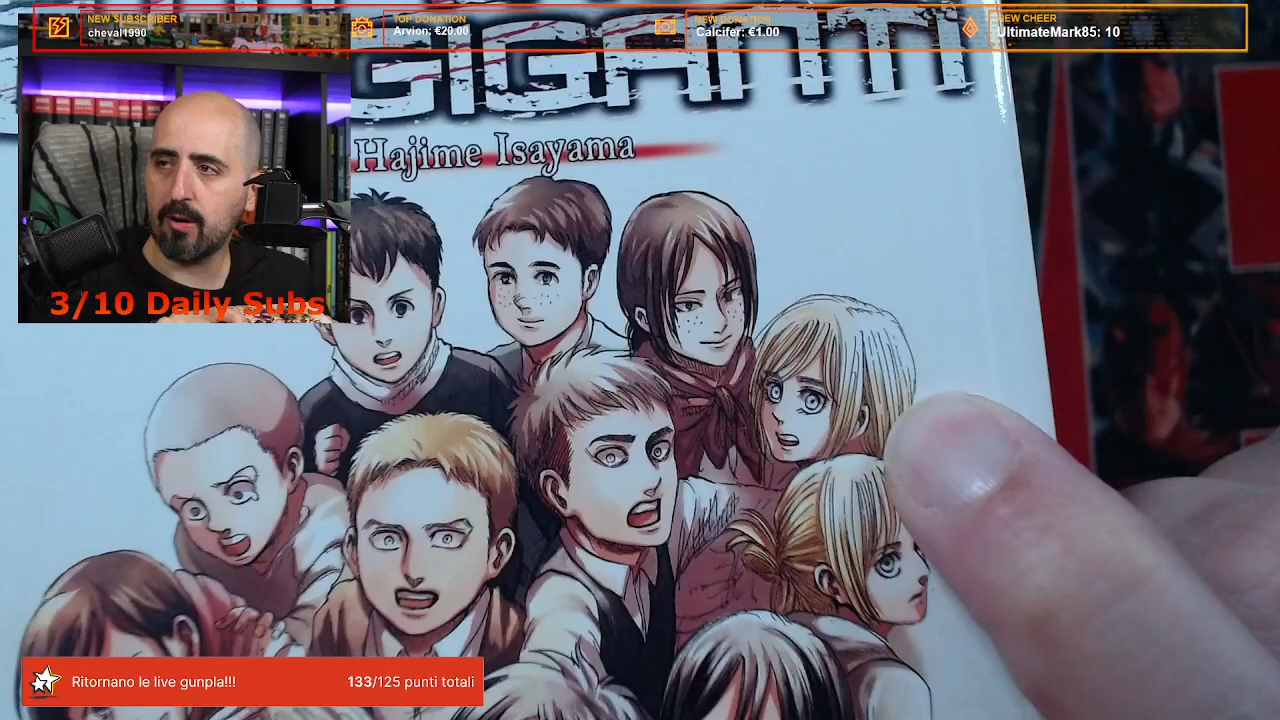 NEW SUBSCRIBER
cheval1990
TOP DONATION
Arvion: €20.00
NEW DONATION
Calcifer: €1.00
NEW CHEER
UltimateMark85: 10
GIGANTI
Hajime Isayama
3/10 Daily Subs
Ritornano le live gunpla!!!
133/125 punti totali